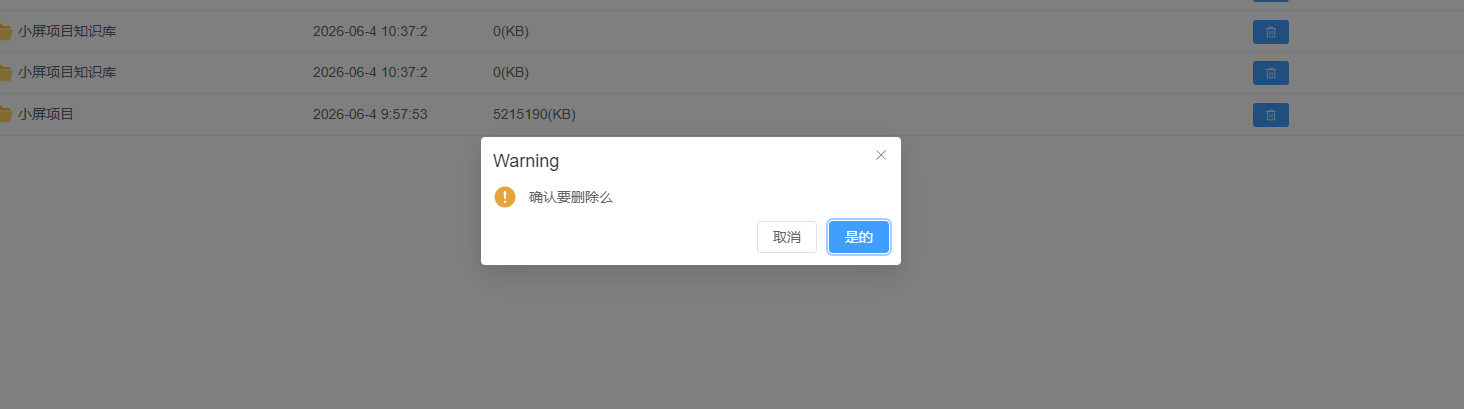 小屏项目知识库 2026-06-4 10:37:2 0(KB)
小屏项目知识库 2026-06-4 10:37:2 0(KB)
小屏项目 2026-06-4 9:57:53 5215190(KB)
Warning
确认要删除么
取消 是的